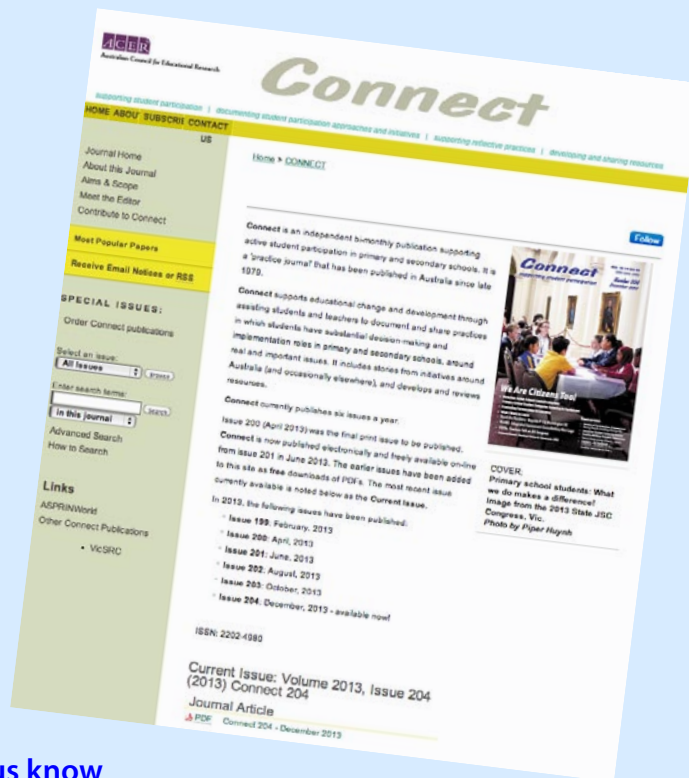 ACER
Australian Council for Educational Research
Connect
supporting student participation | documenting student participation approaches and initiatives | supporting reflective practices | developing and sharing resources
HOME ABOU SUBSCRII CONTACT
US
Journal Home
About this Journal
Aims & Scope
Meet the Editor
Contribute to Connect
Most Popular Papers
Receive Email Notices or RSS
SPECIAL ISSUES:
Order Connect publications
Select an issue:
All Issues
Browse
Enter search terms:
Search
in this journal
Advanced Search
How to Search
Links
ASPRINWorld
Other Connect Publications
• VicSRC
Home > CONNECT
Connect is an independent bimonthly publication supporting
active student participation in primary and secondary schools. It is
a 'practice journal' that has been published in Australia since late
1979.
Connect supports educational change and development through
assisting students and teachers to document and share practices
in which students have substantial decision-making and
implementation roles in primary and secondary schools, around
real and important issues. It includes stories from initiatives around
Australia (and occasionally elsewhere), and develops and reviews
resources.
Connect currently publishes six issues a year.
Issue 200 (April 2013) was the final print issue to be published.
Connect is now published electronically and freely available on-line
from issue 201 in June 2013. The earlier issues have been added
to this site as free downloads of PDFs. The most recent issue
currently available is noted below as the Current Issue.
In 2013, the following issues have been published:
Issue 199: February, 2013
Issue 200: April, 2013
Issue 201: June, 2013
Issue 202: August, 2013
Issue 203: October, 2013
Issue 204: December, 2013 - available now!
ISSN: 2202-4980
Current Issue: Volume 2013, Issue 204
(2013) Connect 204
Journal Article
PDF Connect 204 - December 2013
Follow
Connect
supporting student participation
Number 204
December 2013
We Are Citizens Too!
COVER:
Primary school students: What
we do makes a difference!
Image from the 2013 State JSC
Congress, Vic.
Photo by Piper Huynh
us know